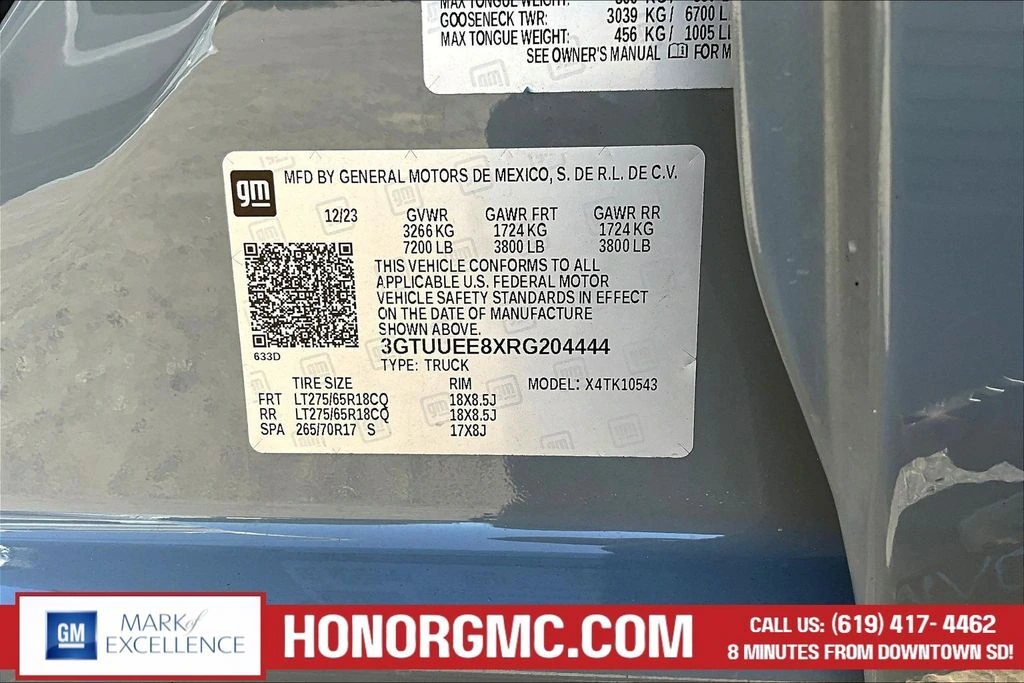 MAX TONGUE WEIGHT:
GOOSENECK TWR: 3039 KG / 6700 L
MAX TONGUE WEIGHT: 456 KG / 1005 L
SEE OWNER'S MANUAL FOR M
gm MFD BY GENERAL MOTORS DE MEXICO, S. DE R.L. DE C.V.
12/23 GVWR GAWR FRT GAWR RR
3266 KG 1724 KG 1724 KG
7200 LB 3800 LB 3800 LB
THIS VEHICLE CONFORMS TO ALL
APPLICABLE U.S. FEDERAL MOTOR
VEHICLE SAFETY STANDARDS IN EFFECT
ON THE DATE OF MANUFACTURE
SHOWN ABOVE.
633D 3GTUUEE8XRG204444
TYPE: TRUCK
TIRE SIZE RIM MODEL: X4TK10543
FRT LT275/65R18CQ 18X8.5J
RR LT275/65R18CQ 18X8.5J
SPA 265/70R17 S 17X8J
GM MARK of EXCELLENCE
HONORGMC.COM
CALL US: (619) 417- 4462
8 MINUTES FROM DOWNTOWN SD!